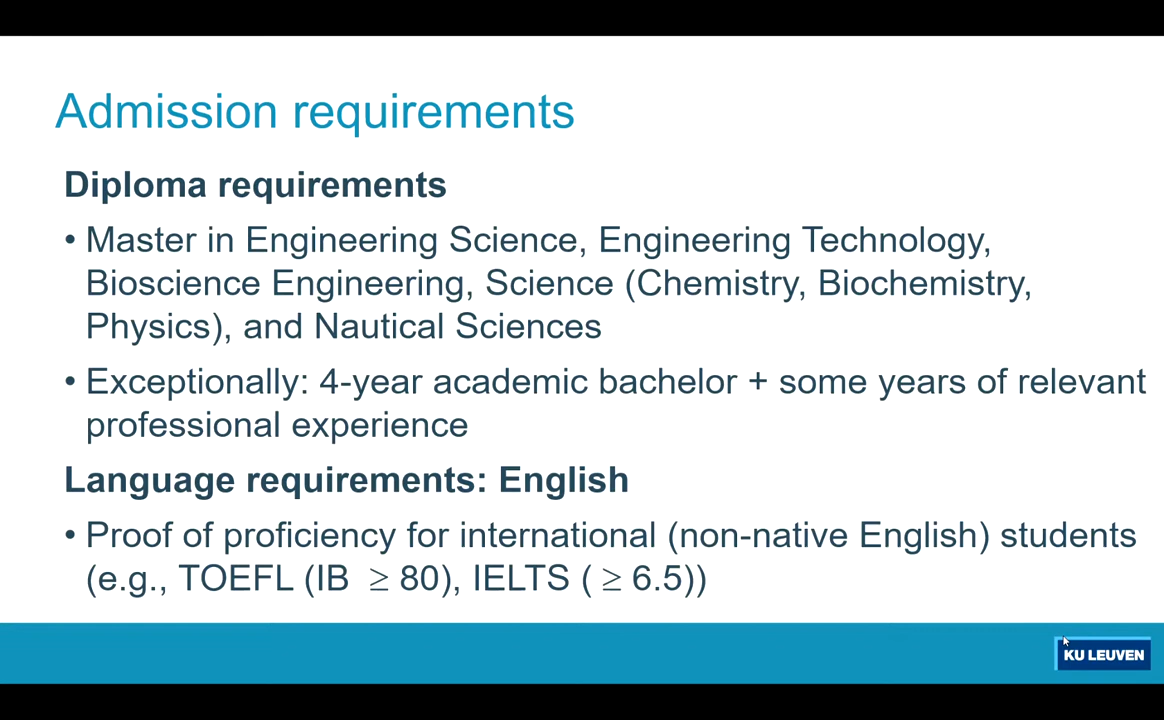 Admission requirements
Diploma requirements
• Master in Engineering Science, Engineering Technology,
Bioscience Engineering, Science (Chemistry, Biochemistry,
Physics), and Nautical Sciences
• Exceptionally: 4-year academic bachelor + some years of relevant
professional experience
Language requirements: English
• Proof of proficiency for international (non-native English) students
(e.g., TOEFL (IB ≥ 80), IELTS ( ≥ 6.5))
KU LEUVEN